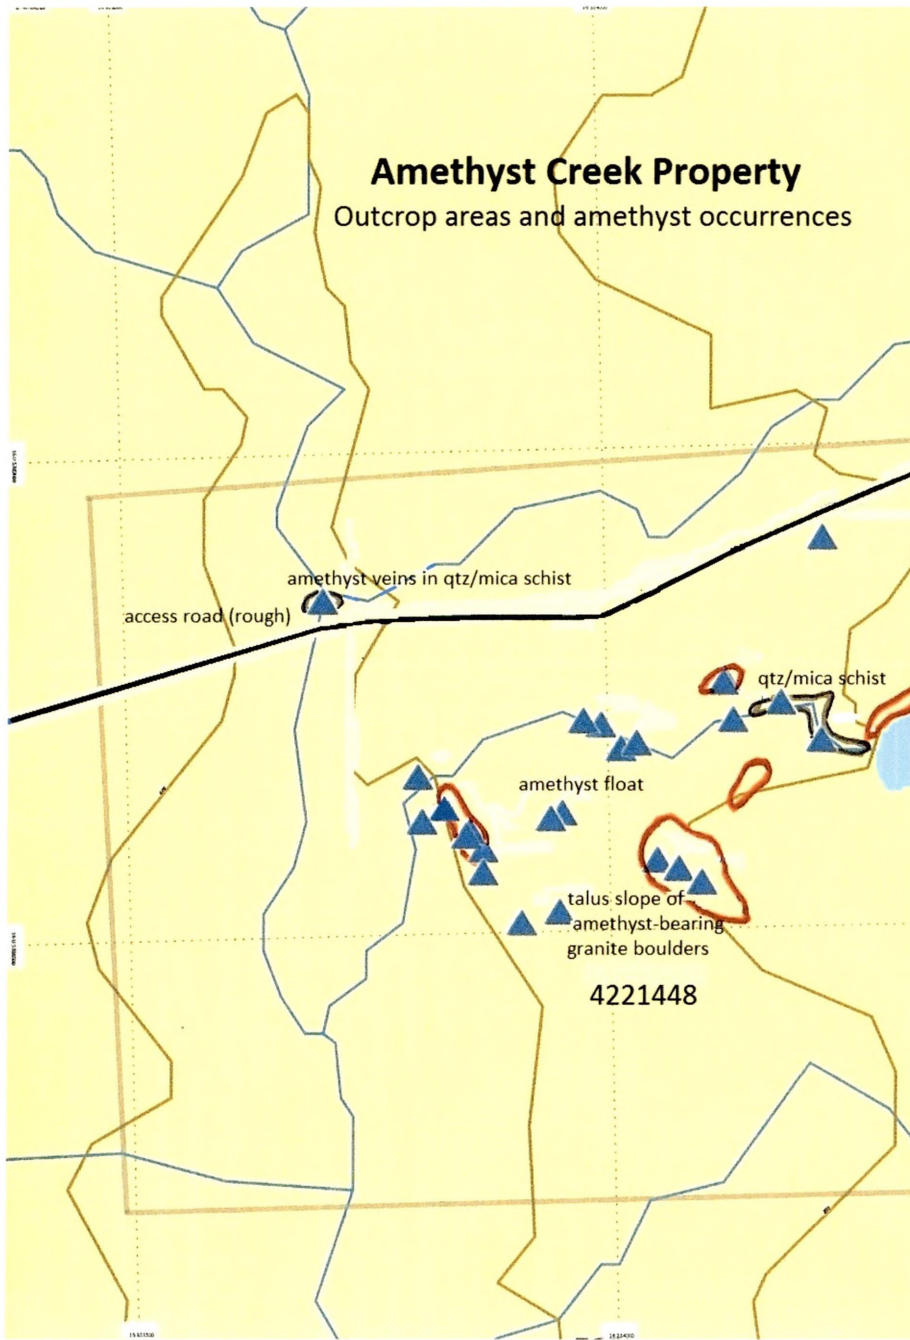 Amethyst Creek Property
Outcrop areas and amethyst occurrences
amethyst veins in qtz/mica schist
access road (rough)
qtz/mica schist
amethyst float
talus slope of
amethyst-bearing
granite boulders
4221448